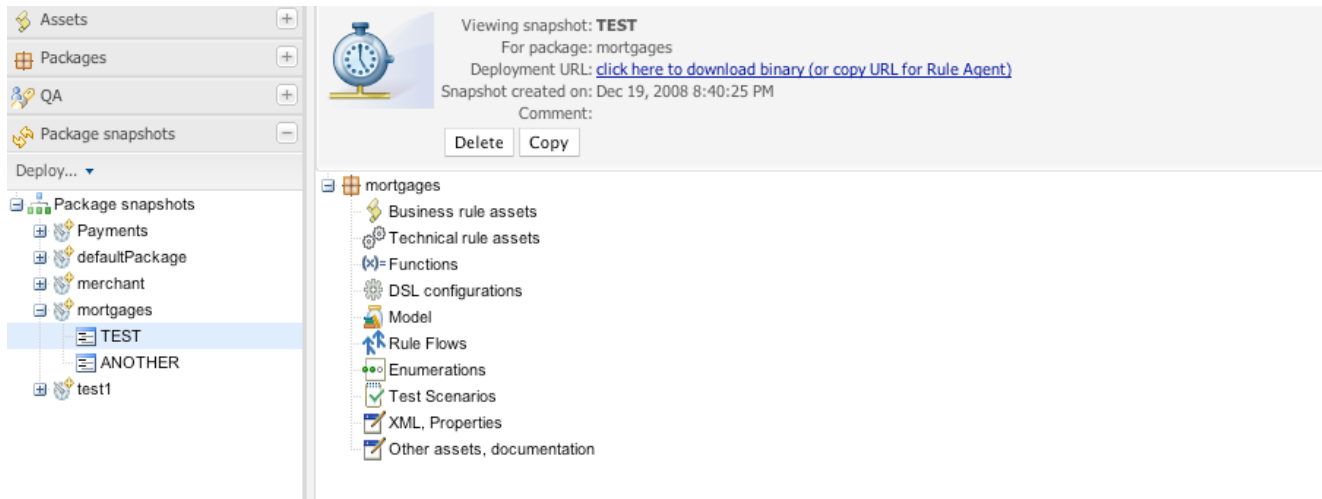 Assets
Packages
QA
Package snapshots
Deploy...
Package snapshots
Payments
defaultPackage
merchant
mortgages
TEST
ANOTHER
test1
Viewing snapshot: TEST
For package: mortgages
Deployment URL: click here to download binary (or copy URL for Rule Agent)
Snapshot created on: Dec 19, 2008 8:40:25 PM
Comment:
Delete Copy
mortgages
Business rule assets
Technical rule assets
(x)= Functions
DSL configurations
Model
Rule Flows
Enumerations
Test Scenarios
XML, Properties
Other assets, documentation